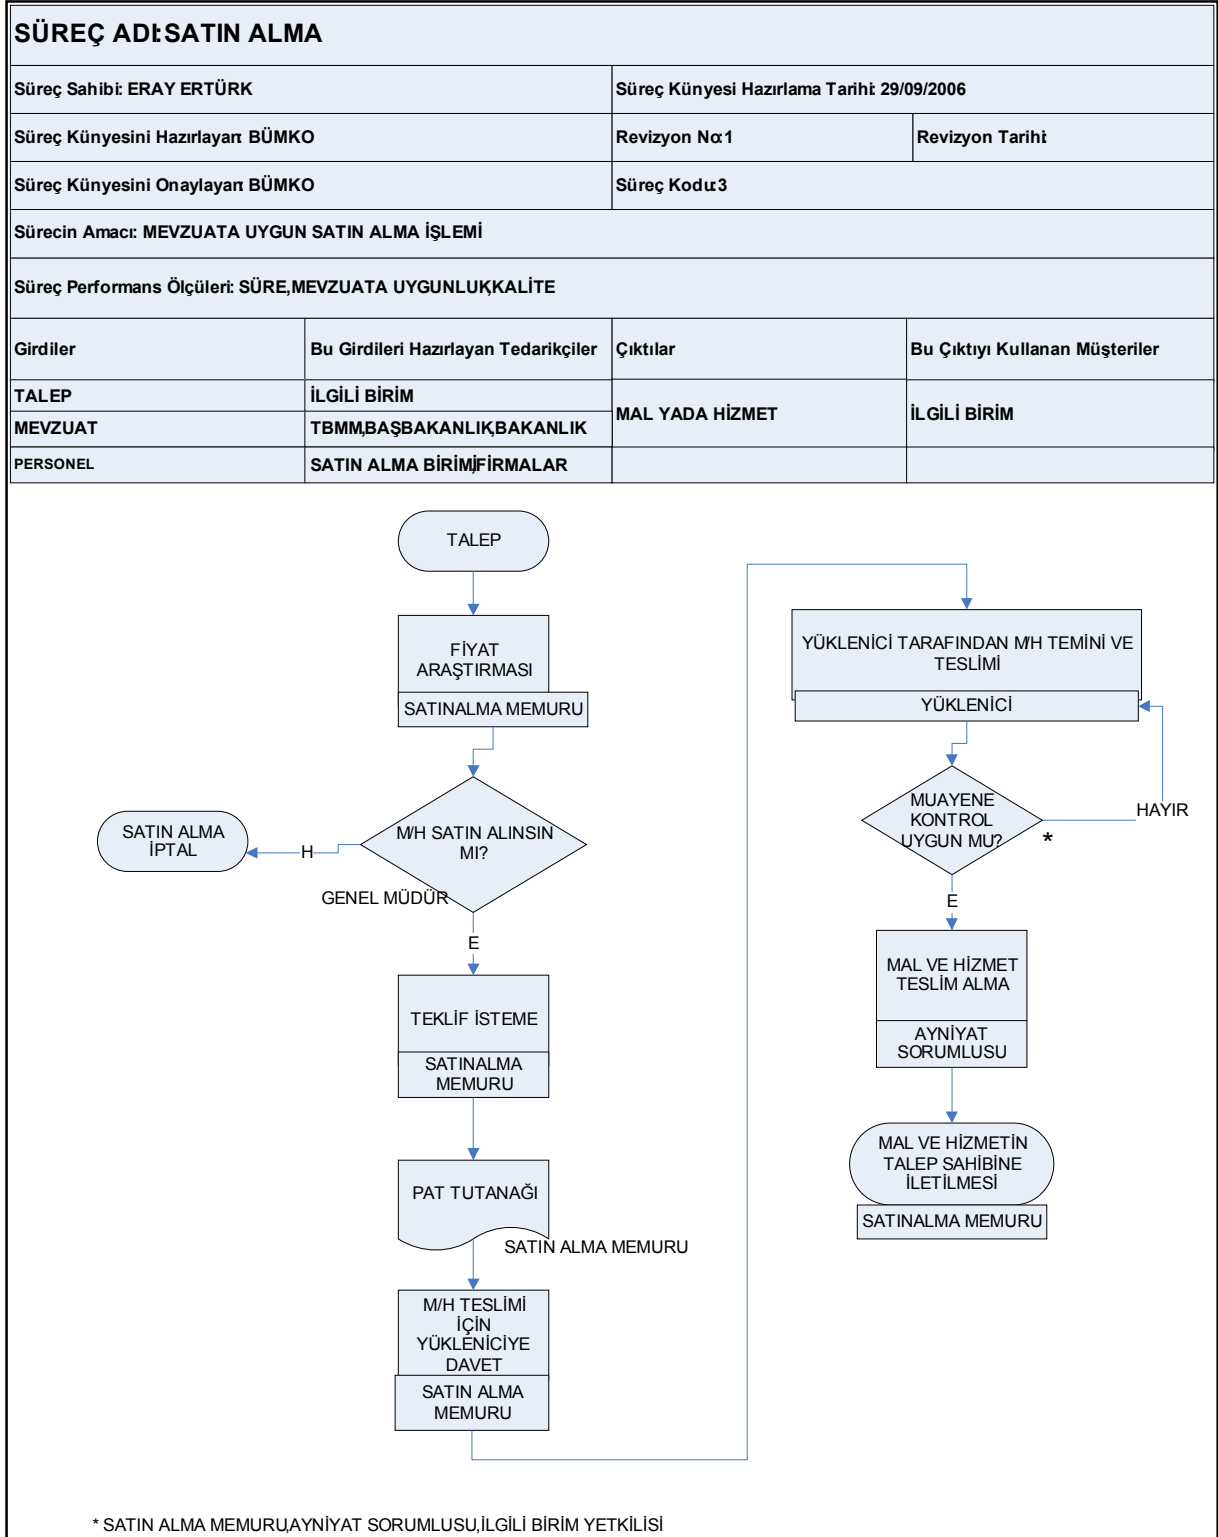 SÜREÇ ADI:SATIN ALMA
Süreç Sahibi: ERAY ERTÜRK
Süreç Künyesi Hazırlama Tarihi: 29/09/2006
Süreç Künyesini Hazırlayan: BÜMKO
Revizyon No:1
Revizyon Tarihi:
Süreç Künyesini Onaylayan: BÜMKO
Süreç Kodu:3
Sürecin Amacı: MEVZUATA UYGUN SATIN ALMA İŞLEMİ
Süreç Performans Ölçüleri: SÜRE,MEVZUATA UYGUNLUK,KALİTE
Girdiler
Bu Girdileri Hazırlayan Tedarikçiler
Çıktılar
Bu Çıktıyı Kullanan Müşteriler
TALEP
İLGİLİ BİRİM
MAL YADA HİZMET
İLGİLİ BİRİM
MEVZUAT
TBMM,BAŞBAKANLIK,BAKANLIK
PERSONEL
SATIN ALMA BİRİMİ,FİRMALAR
TALEP
FİYAT
ARAŞTIRMASI
SATINALMA MEMURU
M/H SATIN ALINSIN
MI?
GENEL MÜDÜR
H
SATIN ALMA
İPTAL
E
TEKLİF İSTEME
SATINALMA
MEMURU
PAT TUTANAĞI
SATIN ALMA MEMURU
M/H TESLİMİ
İÇİN
YÜKLENİCİYE
DAVET
SATIN ALMA
MEMURU
YÜKLENİCİ TARAFINDAN M/H TEMİNİ VE
TESLİMİ
YÜKLENİCİ
MUAYENE
KONTROL
UYGUN MU?
*
HAYIR
E
MAL VE HİZMET
TESLİM ALMA
AYNİYAT
SORUMLUSU
MAL VE HİZMETİN
TALEP SAHİBİNE
İLETİLMESİ
SATINALMA MEMURU
* SATIN ALMA MEMURU,AYNİYAT SORUMLUSU,İLGİLİ BİRİM YETKİLİSİ